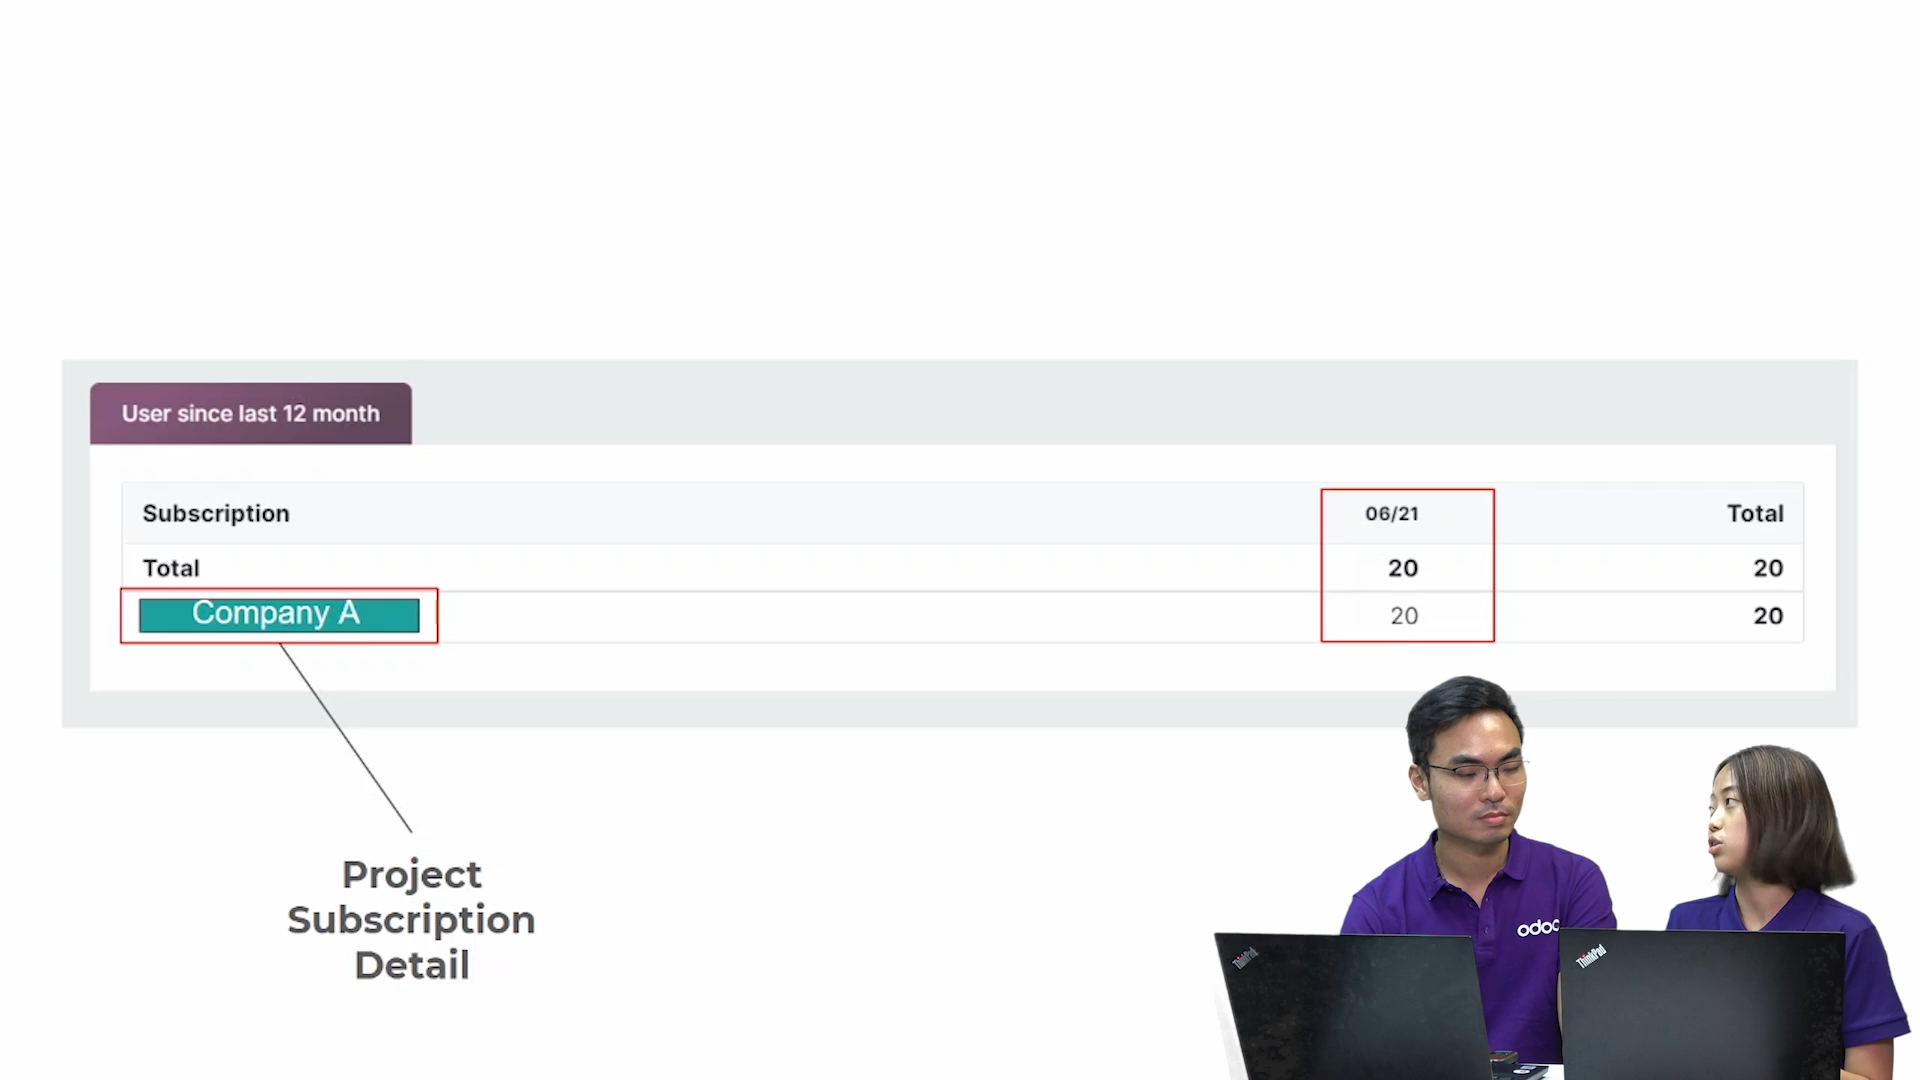 User since last 12 month
Subscription 06/21 Total
Total 20 20
Company A 20 20
Project
Subscription
Detail
odoo
ThinkPad
ThinkPad